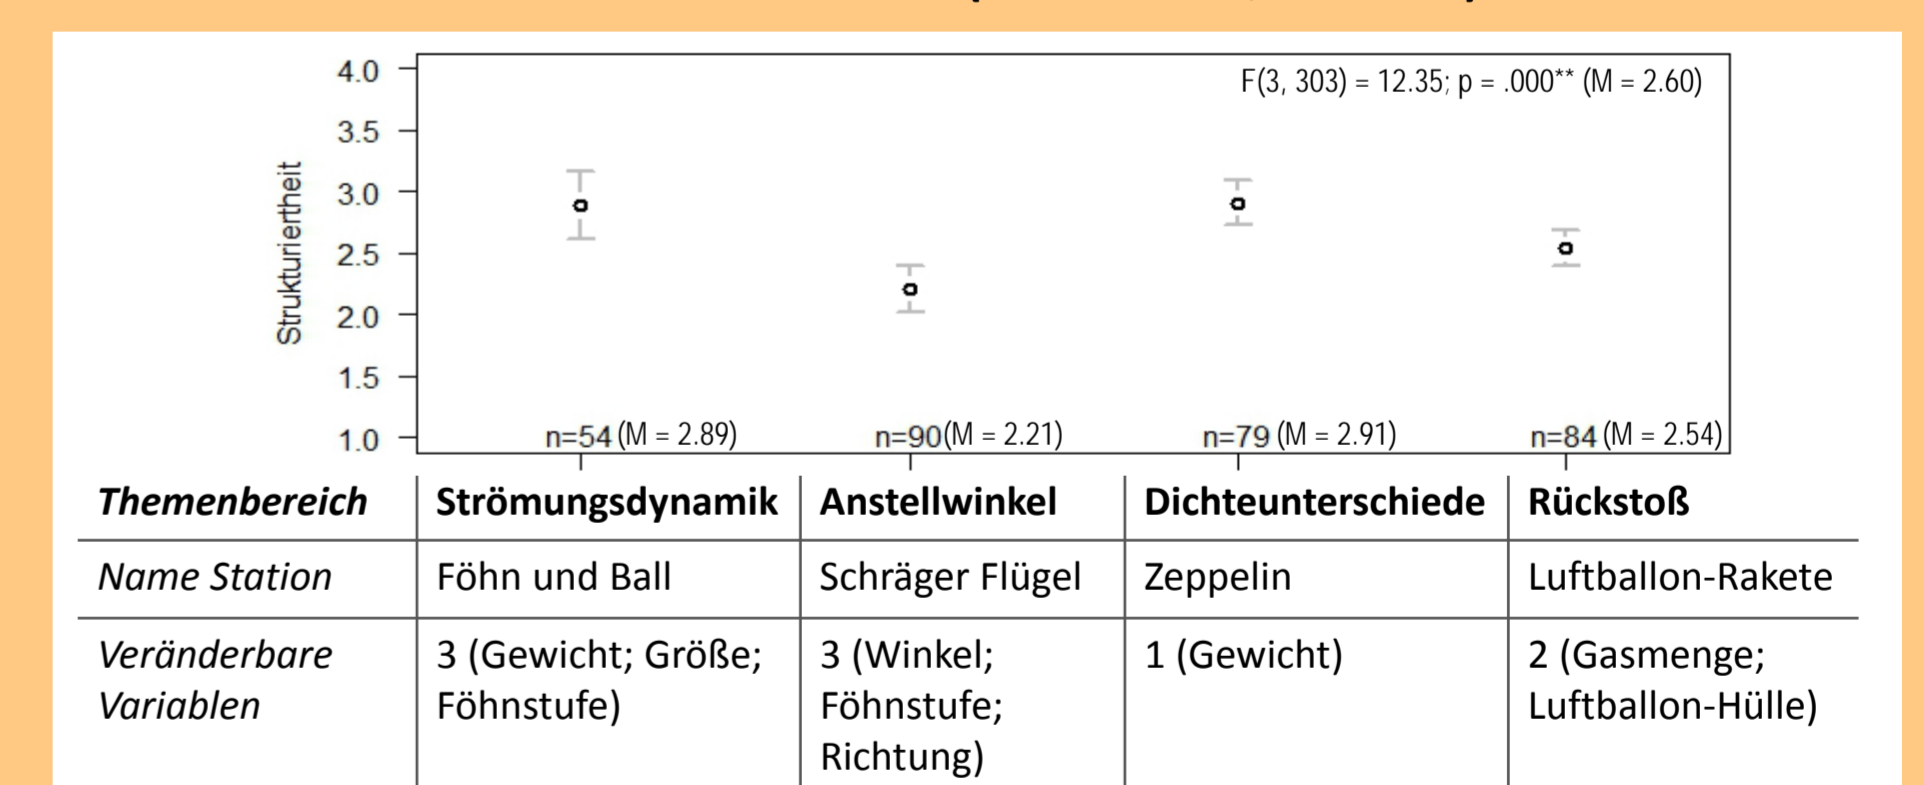 F(3, 303) = 12.35; p = .000** (M = 2.60)
4.0
3.5
3.0
2.5
2.0
1.5
1.0
Strukturiertheit
n=54 (M = 2.89)
n=90(M = 2.21)
n=79 (M = 2.91)
n=84 (M = 2.54)
Themenbereich
Strömungsdynamik
Anstellwinkel
Dichteunterschiede
Rückstoß
Name Station
Föhn und Ball
Schräger Flügel
Zeppelin
Luftballon-Rakete
Veränderbare
Variablen
3 (Gewicht; Größe;
Föhnstufe)
3 (Winkel;
Föhnstufe;
Richtung)
1 (Gewicht)
2 (Gasmenge;
Luftballon-Hülle)